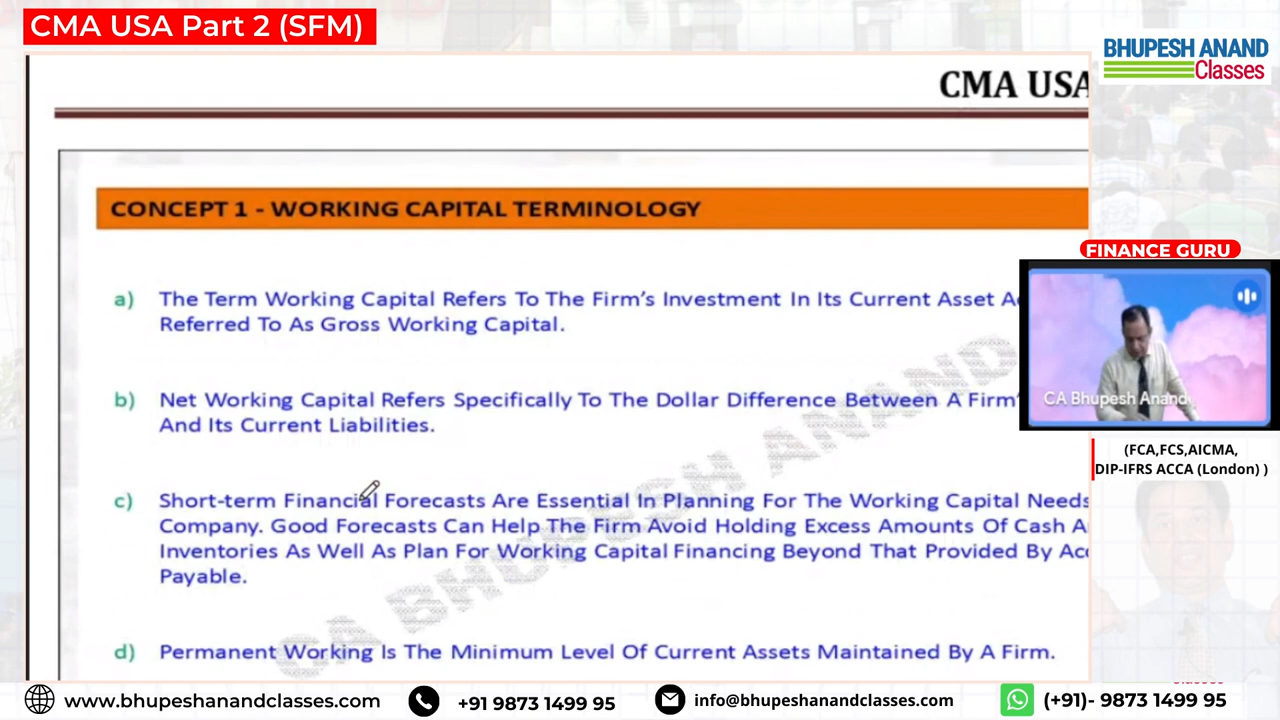 CMA USA Part 2 (SFM)
BHUPESH ANAND
Classes
CMA USA
CONCEPT 1 - WORKING CAPITAL TERMINOLOGY
FINANCE GURU
a) The Term Working Capital Refers To The Firm's Investment In Its Current Asset
Referred To As Gross Working Capital.
CA Bhupesh Anand
b) Net Working Capital Refers Specifically To The Dollar Difference Between A Firm'
And Its Current Liabilities.
(FCA,FCS,AICMA,
DIP-IFRS ACCA (London) )
c) Short-term Financial Forecasts Are Essential In Planning For The Working Capital Needs
Company. Good Forecasts Can Help The Firm Avoid Holding Excess Amounts Of Cash
Inventories As Well As Plan For Working Capital Financing Beyond That Provided By
Payable.
CA BHUPESH ANAND
d) Permanent Working Is The Minimum Level Of Current Assets Maintained By A Firm.
www.bhupeshanandclasses.com
+91 9873 1499 95
info@bhupeshanandclasses.com
(+91)- 9873 1499 95